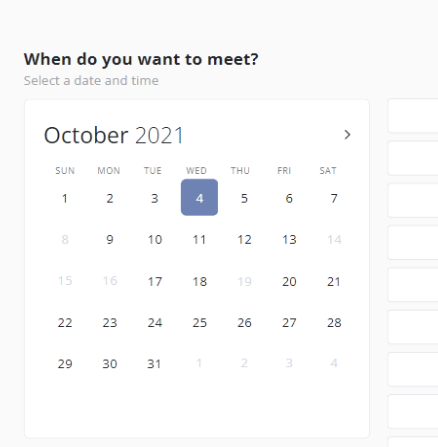 When do you want to meet?
Select a date and time
October 2021
SUN MON TUE WED THU FRI SAT
1 2 3 4 5 6 7
8 9 10 11 12 13 14
15 16 17 18 19 20 21
22 23 24 25 26 27 28
29 30 31 1 2 3 4